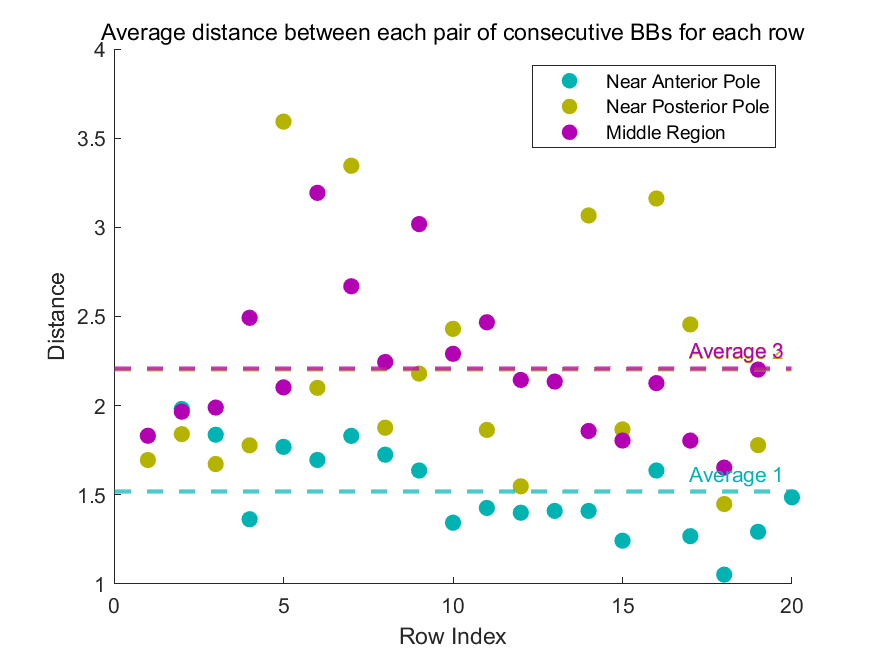 Average distance between each pair of consecutive BBs for each row
4
3.5
3
2.5
2
1.5
1
Distance
Near Anterior Pole
Near Posterior Pole
Middle Region
Average 3
Average 1
0
5
10
15
20
Row Index